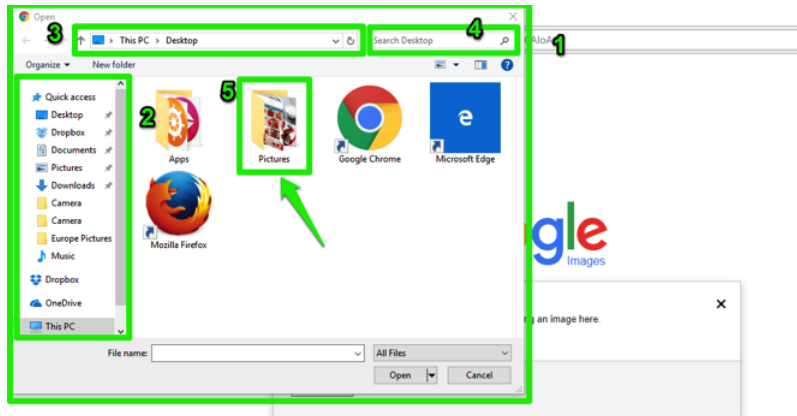 Open
3
4
This PC > Desktop
Search Desktop
1
Organize
New folder
Quick access
Desktop
Dropbox
Documents
Pictures
Downloads
Camera
Camera
Europe Pictures
Music
Dropbox
OneDrive
This PC
2
5
Apps
Pictures
Google Chrome
Microsoft Edge
Mozilla Firefox
gle
Images
g an image here.
File name:
All Files
Open
Cancel